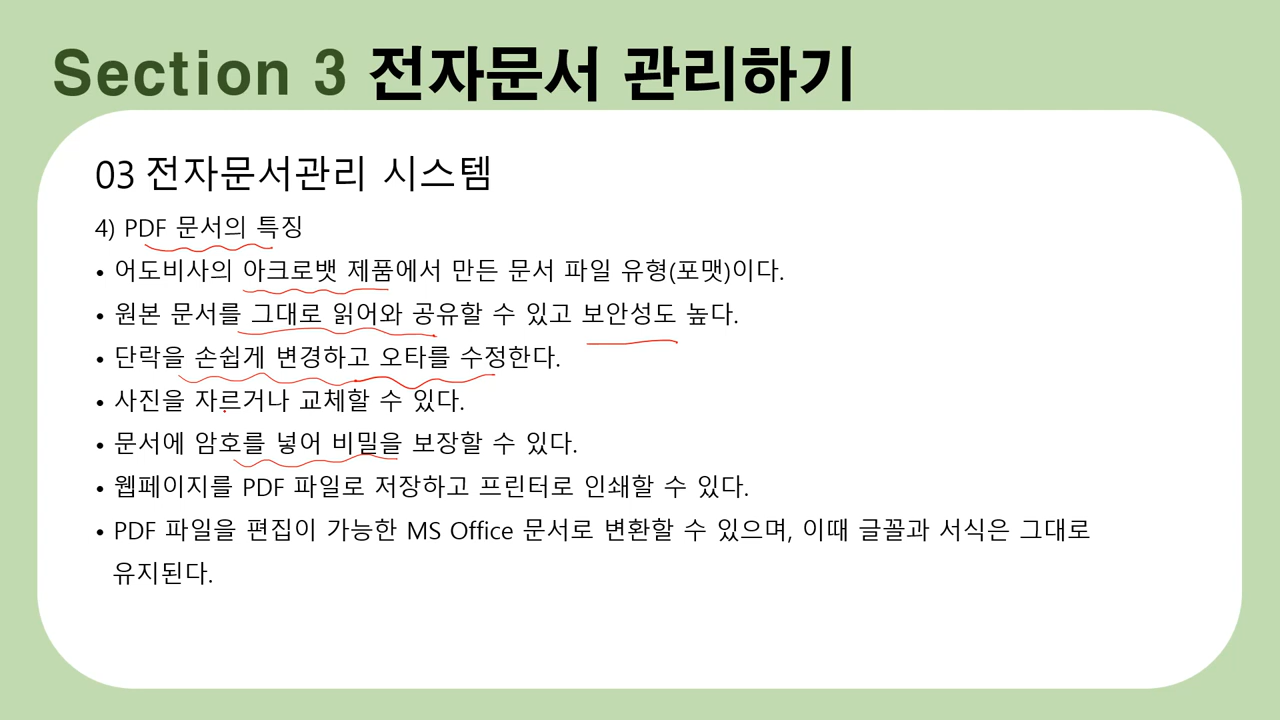 Section 3 전자문서 관리하기
03 전자문서관리 시스템
4) PDF 문서의 특징
• 어도비사의 아크로뱃 제품에서 만든 문서 파일 유형(포맷)이다.
• 원본 문서를 그대로 읽어와 공유할 수 있고 보안성도 높다.
• 단락을 손쉽게 변경하고 오타를 수정한다.
• 사진을 자르거나 교체할 수 있다.
• 문서에 암호를 넣어 비밀을 보장할 수 있다.
• 웹페이지를 PDF 파일로 저장하고 프린터로 인쇄할 수 있다.
• PDF 파일을 편집이 가능한 MS Office 문서로 변환할 수 있으며, 이때 글꼴과 서식은 그대로
유지된다.